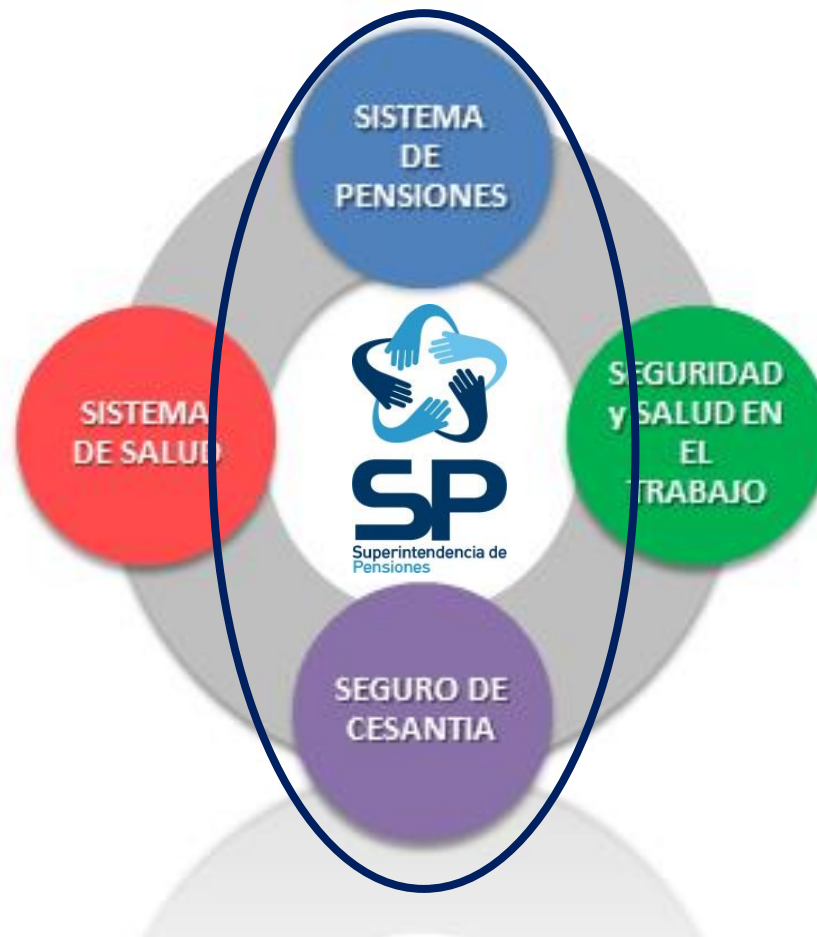 SISTEMA
DE
PENSIONES
SISTEMA
DE SALUD
SP
Superintendencia de
Pensiones
SEGURIDAD
y SALUD EN
EL
TRABAJO
SEGURO DE
CESANTIA